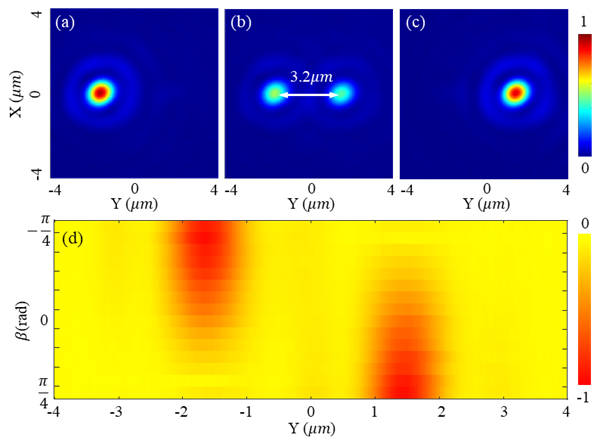 (a) (b) (c)
4
X (μm)
0
-4
3.2μm
1
0
-4 0 4 -4 0 4 -4 0 4
Y (μm) Y (μm) Y (μm)
(d)
-π/4
β(rad)
0
π/4
0
-1
-4 -3 -2 -1 0 1 2 3 4
Y (μm)